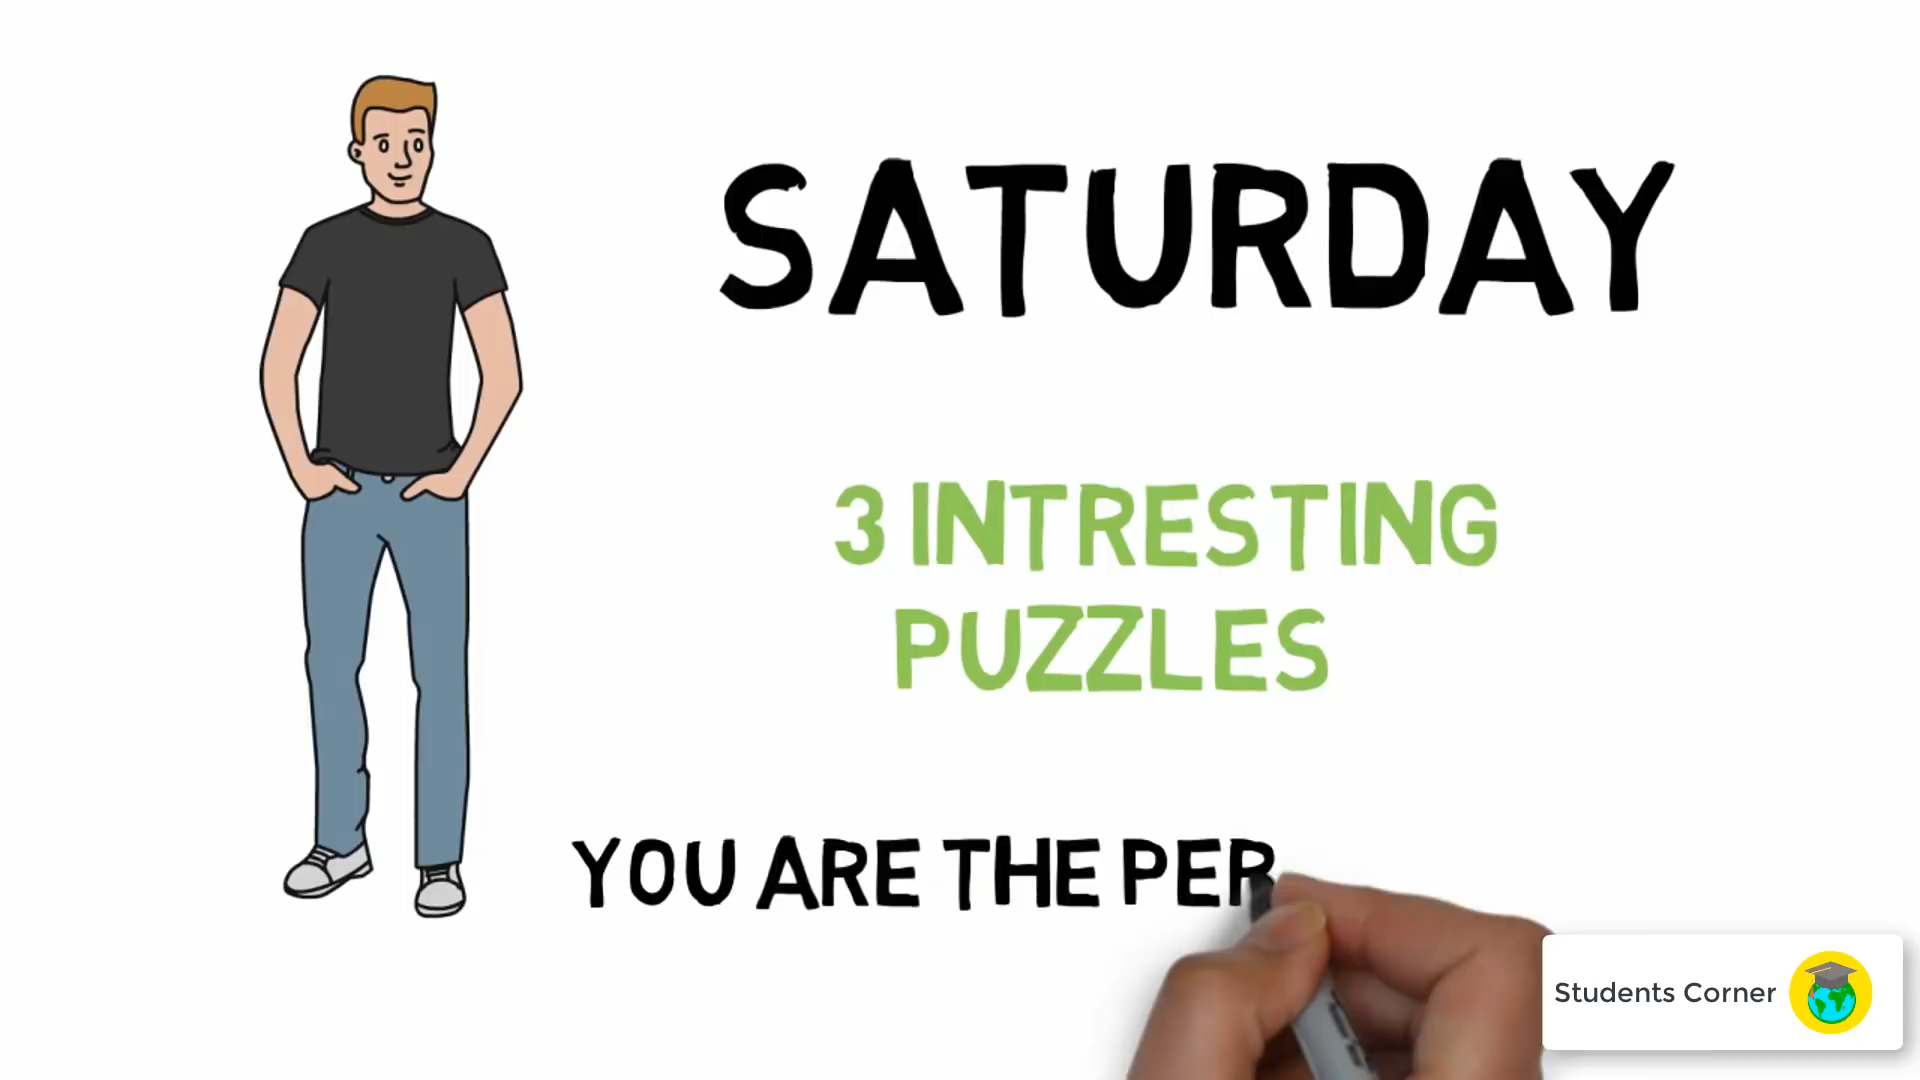 SATURDAY
3 INTRESTING
PUZZLES
YOU ARE THE PER
Students Corner